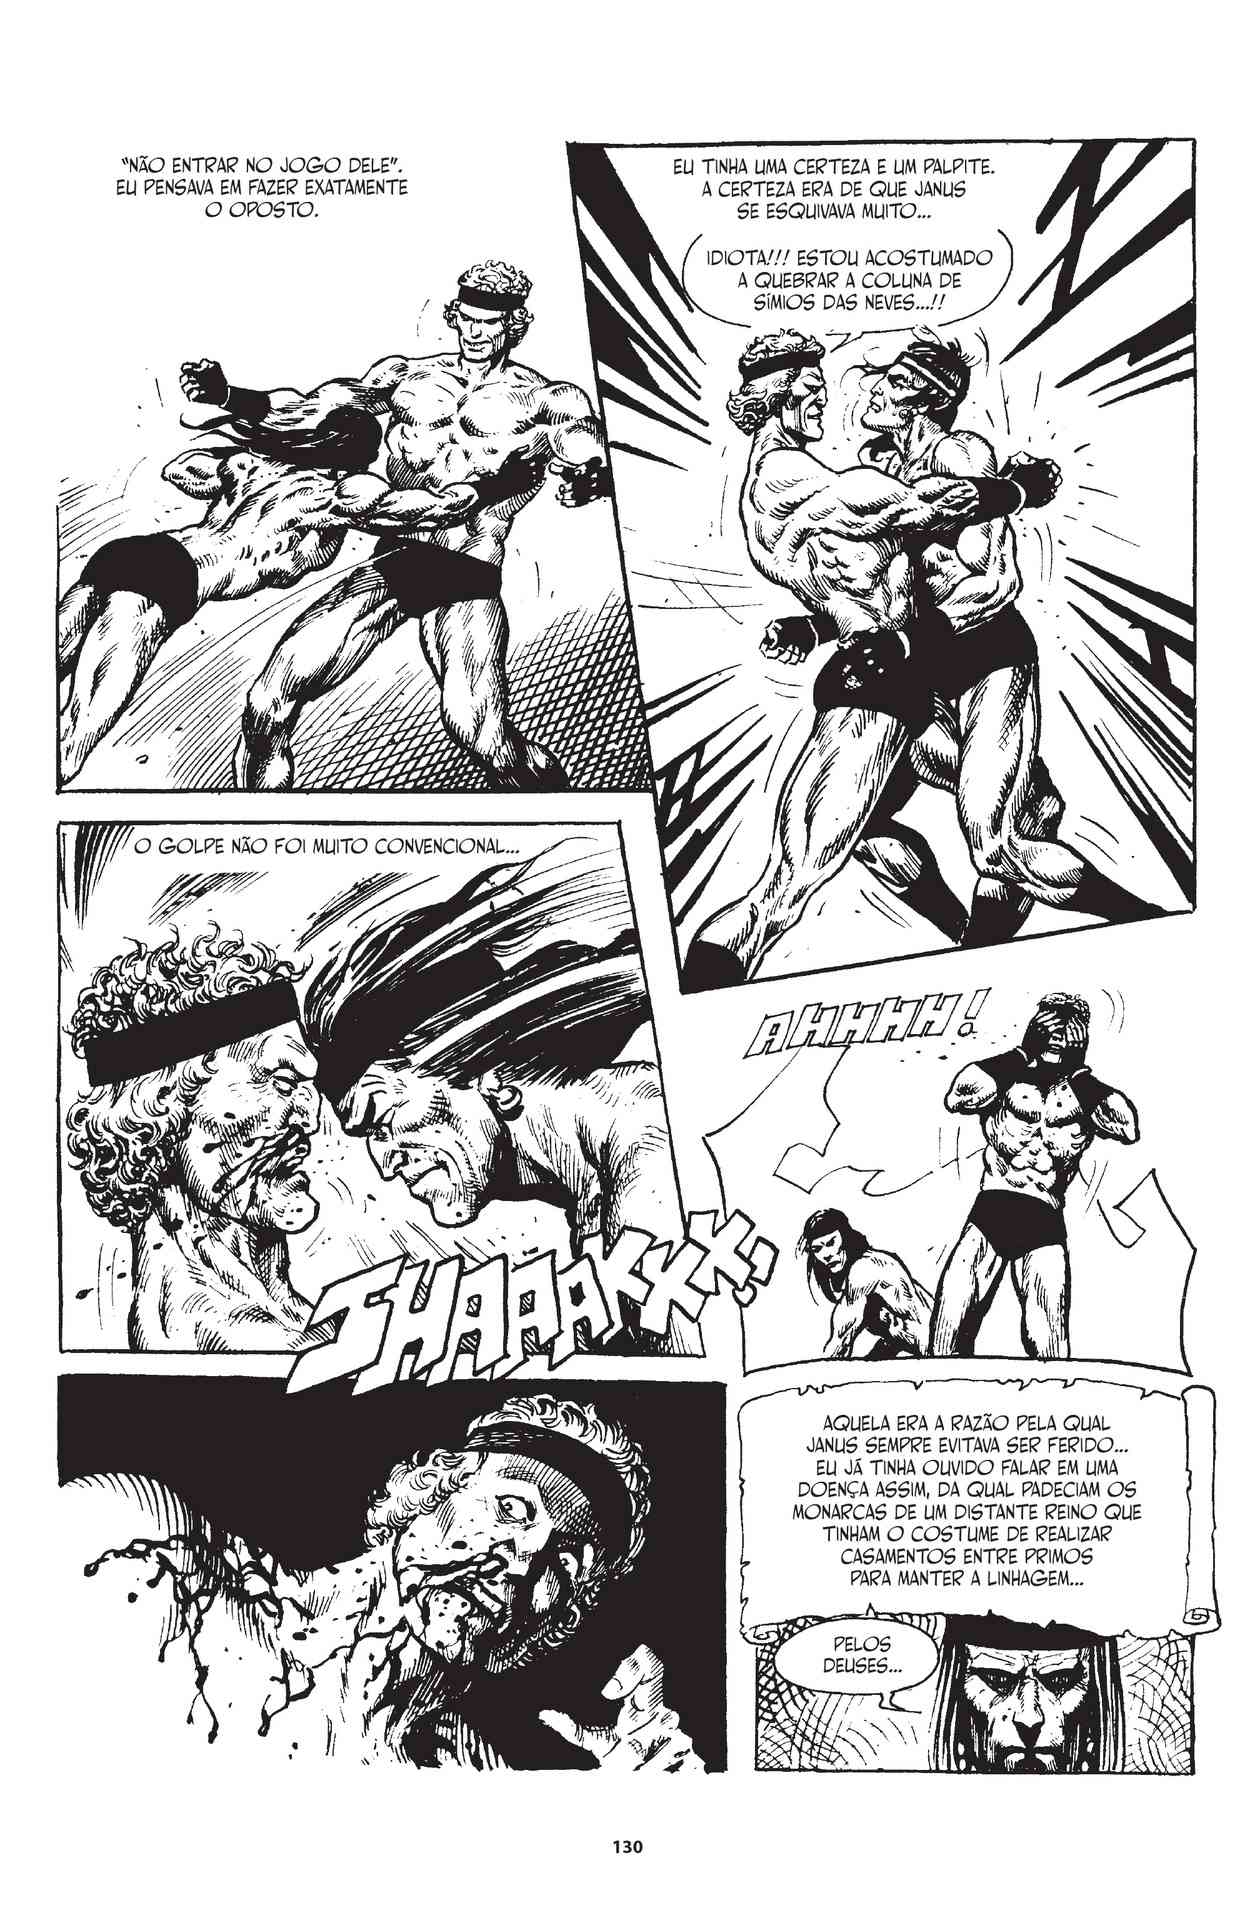 "NÃO ENTRAR NO JOGO DELE".
EU PENSAVA EM FAZER EXATAMENTE
O OPOSTO.
EU TINHA UMA CERTEZA E UM PALPITE.
A CERTEZA ERA DE QUE JANUS
SE ESQUIVAVA MUITO...
IDIOTA!!! ESTOU ACOSTUMADO
A QUEBRAR A COLUNA DE
SÍMIOS DAS NEVES...!!
O GOLPE NÃO FOI MUITO CONVENCIONAL...
SHAAAKXXX!
AHHHH!
AQUELA ERA A RAZÃO PELA QUAL
JANUS SEMPRE EVITAVA SER FERIDO...
EU JÁ TINHA OUVIDO FALAR EM UMA
DOENÇA ASSIM, DA QUAL PADECIAM OS
MONARCAS DE UM DISTANTE REINO QUE
TINHAM O COSTUME DE REALIZAR
CASAMENTOS ENTRE PRIMOS
PARA MANTER A LINHAGEM...
PELOS
DEUSES...
130